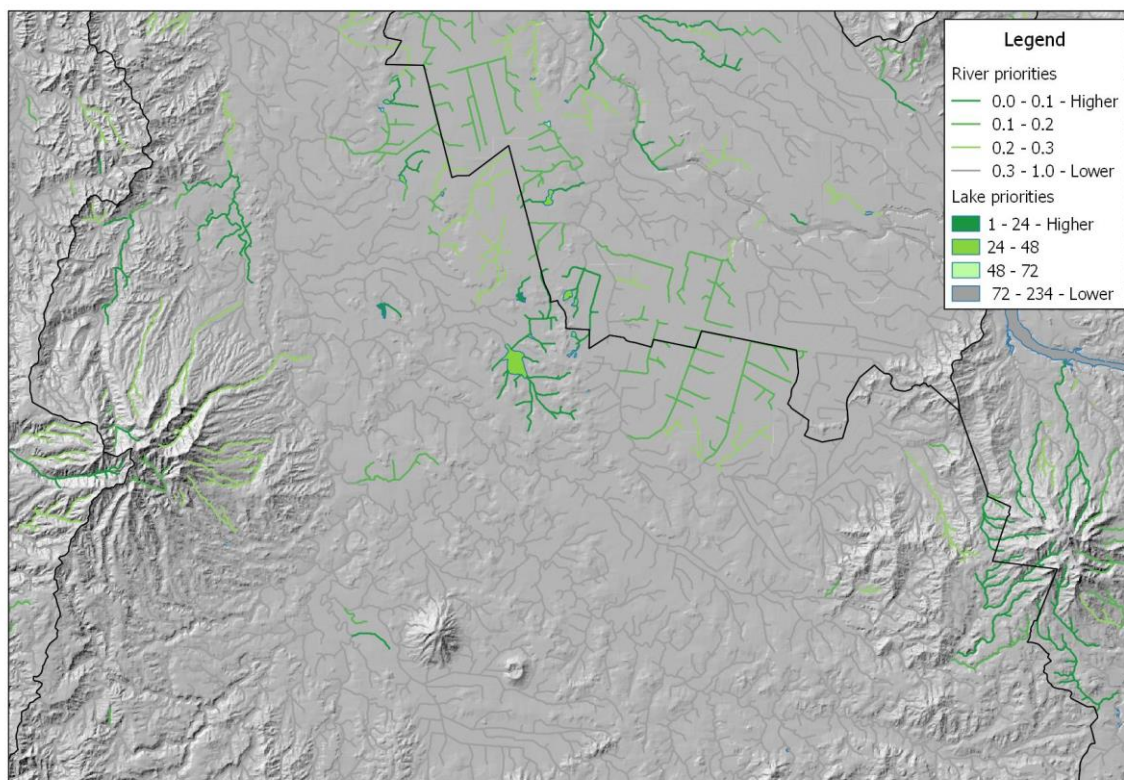 Legend
River priorities
0.0 - 0.1 - Higher
0.1 - 0.2
0.2 - 0.3
0.3 - 1.0 - Lower
Lake priorities
1 - 24 - Higher
24 - 48
48 - 72
72 - 234 - Lower